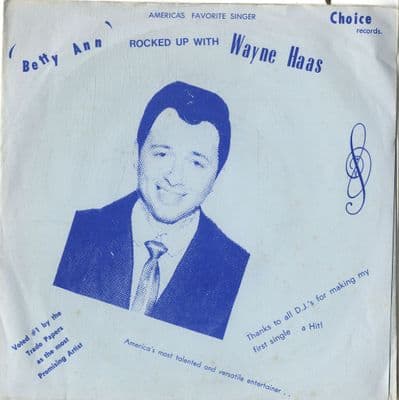 AMERICAS FAVORITE SINGER
Choice
records.
"Betty Ann" ROCKED UP WITH Wayne Haas
Voted #1 by the
Trade Papers
as the most
Promising Artist
Thanks to all D.J.'s for making my
first single a Hit!
America's most talented and versatile entertainer...